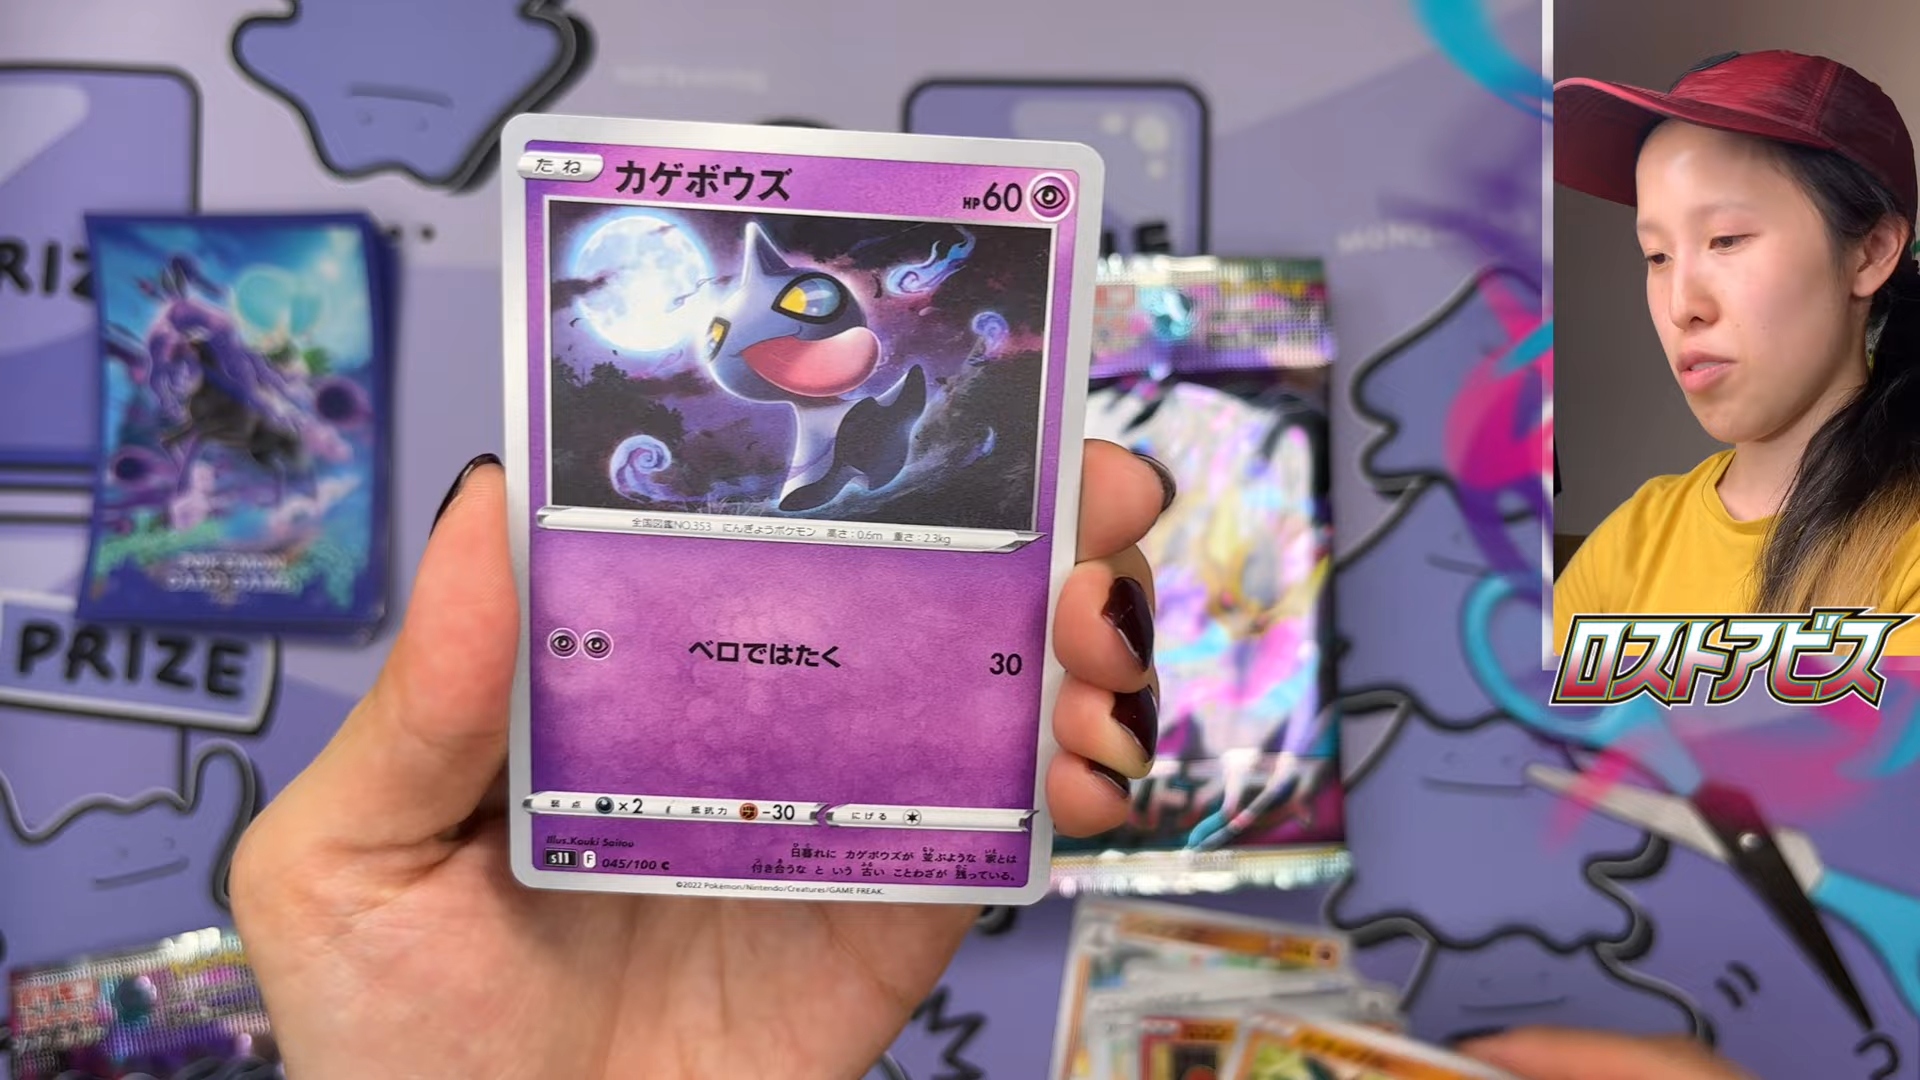 たね カゲボウズ HP60
全国図鑑NO.353 にんぎょうポケモン 高さ:0.6m 重さ:2.3kg
ベロではたく 30
弱点 ×2 抵抗力 -30 にげる
Illus.Kouki Saitou
s11 F 045/100 C
日暮れに カゲボウズが 並ぶような 家とは
付き合うな と いう 古い ことわざが 残っている。
©2022 Pokémon/Nintendo/Creatures/GAME FREAK.
PRIZE
POKÉMON
CARD GAME
ロストアビス